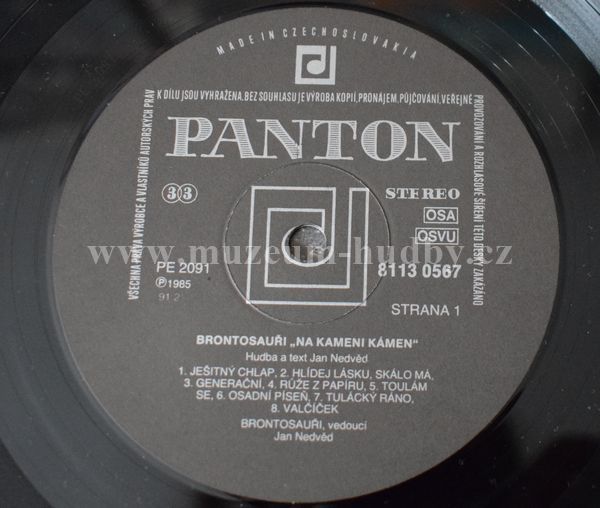 MADE IN CZECHOSLOVAKIA
VŠECHNA PRÁVA VÝROBCE A VLASTNÍKŮ AUTORSKÝCH PRÁV K DÍLU JSOU VYHRAŽENA. BEZ SOUHLASU JE VÝROBA KOPIÍ, PRONÁJEM, PŮJČOVÁNÍ, VEŘEJNÉ PROVOZOVÁNÍ A ROZHLASOVÉ ŠÍŘENÍ TÉTO DESKY ZAKÁZÁNO
PANTON
33
STEREO
OSA
QSVU
www.muzeum-hudby.cz
PE 2091
8113 0567
Ⓟ1985
91 2
STRANA 1
BRONTOSAUŘI „NA KAMENI KÁMEN"
Hudba a text Jan Nedvěd
1. JEŠITNÝ CHLAP, 2. HLÍDEJ LÁSKU, SKÁLO MÁ,
3. GENERAČNÍ, 4. RŮŽE Z PAPÍRU, 5. TOULÁM
SE, 6. OSADNÍ PÍSEŇ, 7. TULÁCKÝ RÁNO,
8. VALČÍČEK
BRONTOSAUŘI, vedoucí
Jan Nedvěd